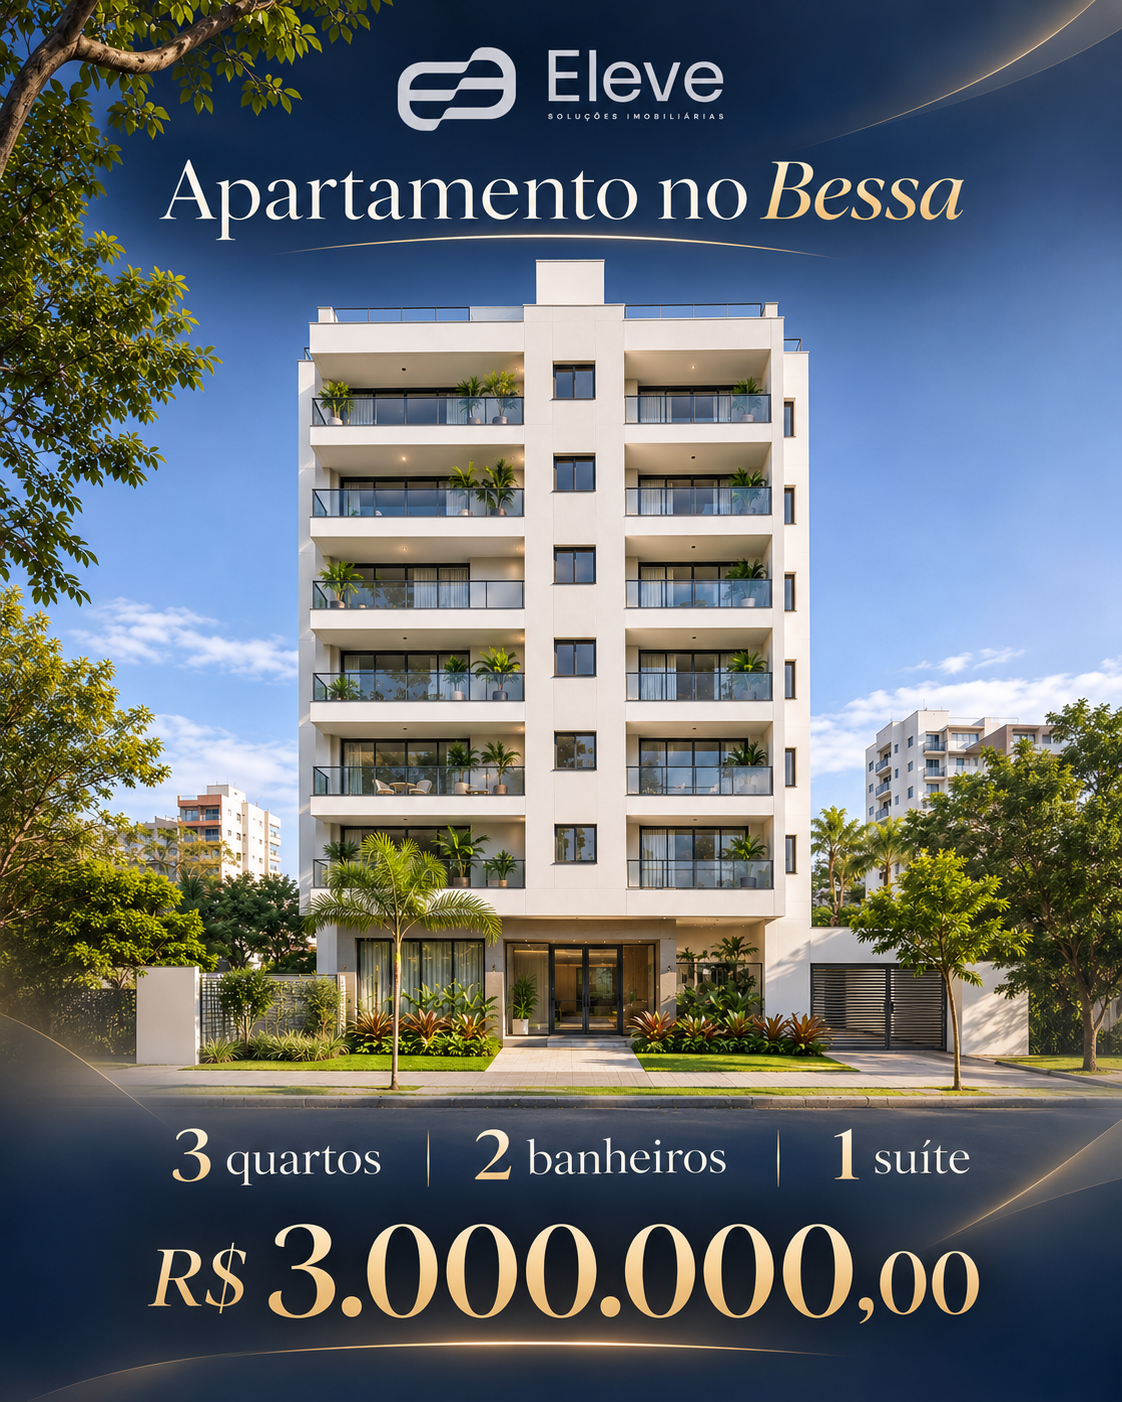 Eleve
SOLUÇÕES IMOBILIÁRIAS
Apartamento no Bessa
3 quartos | 2 banheiros | 1 suíte
R$ 3.000.000,00